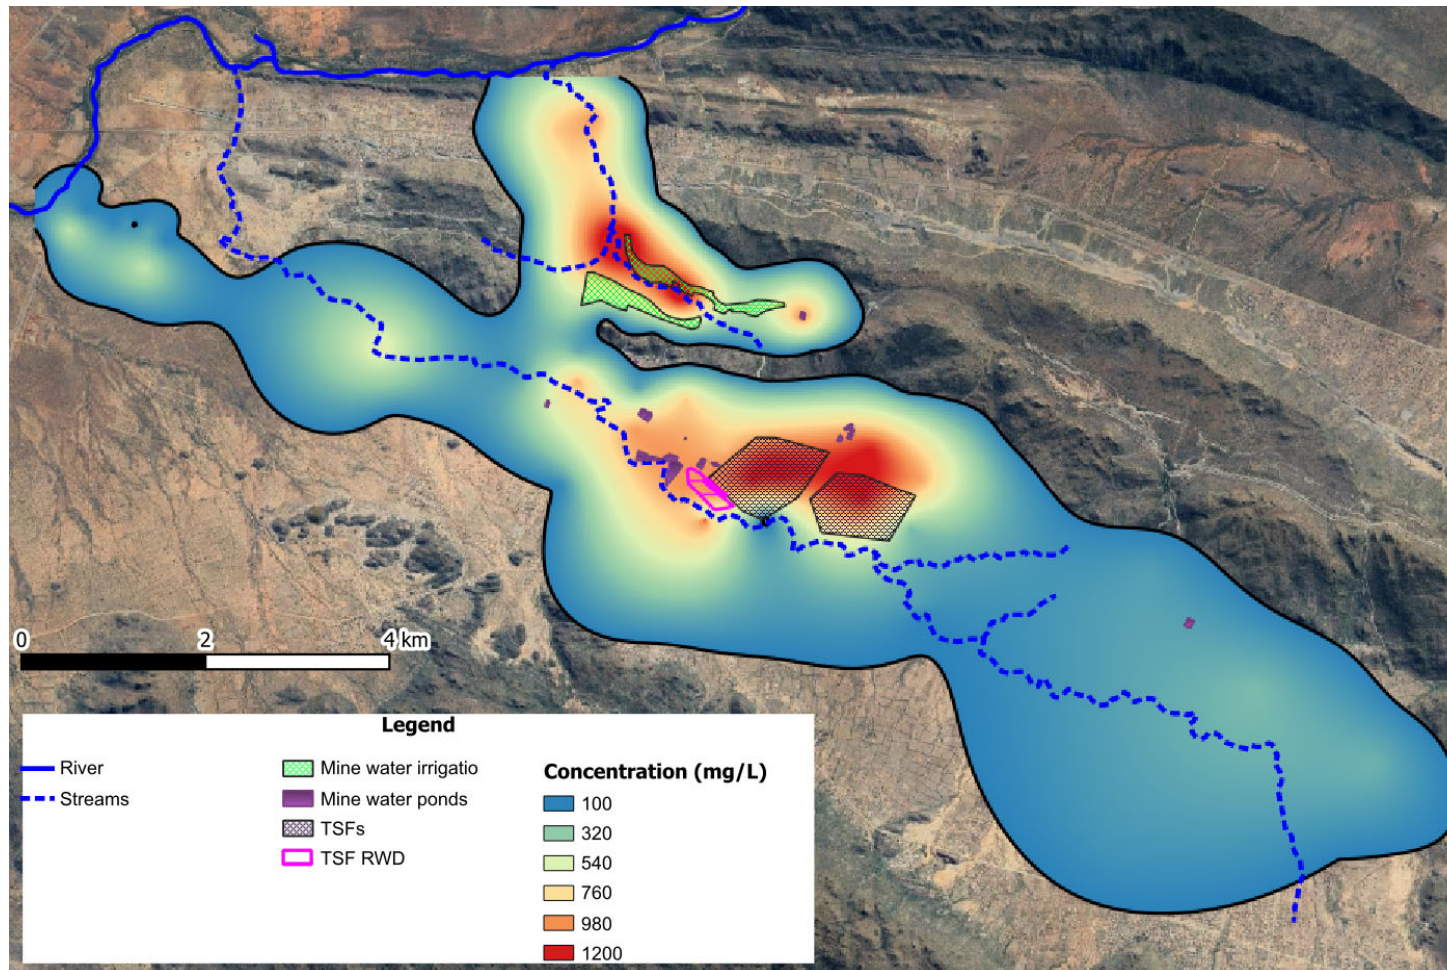 0 2 4 km
Legend
River
Streams
Mine water irrigatio
Mine water ponds
TSFs
TSF RWD
Concentration (mg/L)
100
320
540
760
980
1200